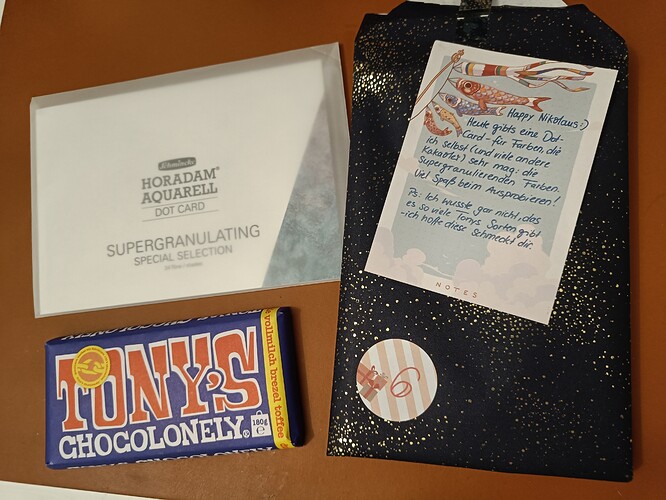 Schmincke
HORADAM®
AQUARELL
DOT CARD
SUPERGRANULATING
SPECIAL SELECTION
Happy Nikolaus :)
Heute gibts eine Dot-
Card - für Farben, die
ich selbst (und viele andere
Kakaoler) sehr mag: die
supergranulierenden Farben.
Viel Spaß beim Ausprobieren!
Ps: Ich wusste gar nicht, das
es so viele Tonys Sorten gibt
- ich hoffe diese schmeckt dir.
NOTES
6
TONY'S
CHOCOLONELY®
180g
e
vollmilch brezel toffee